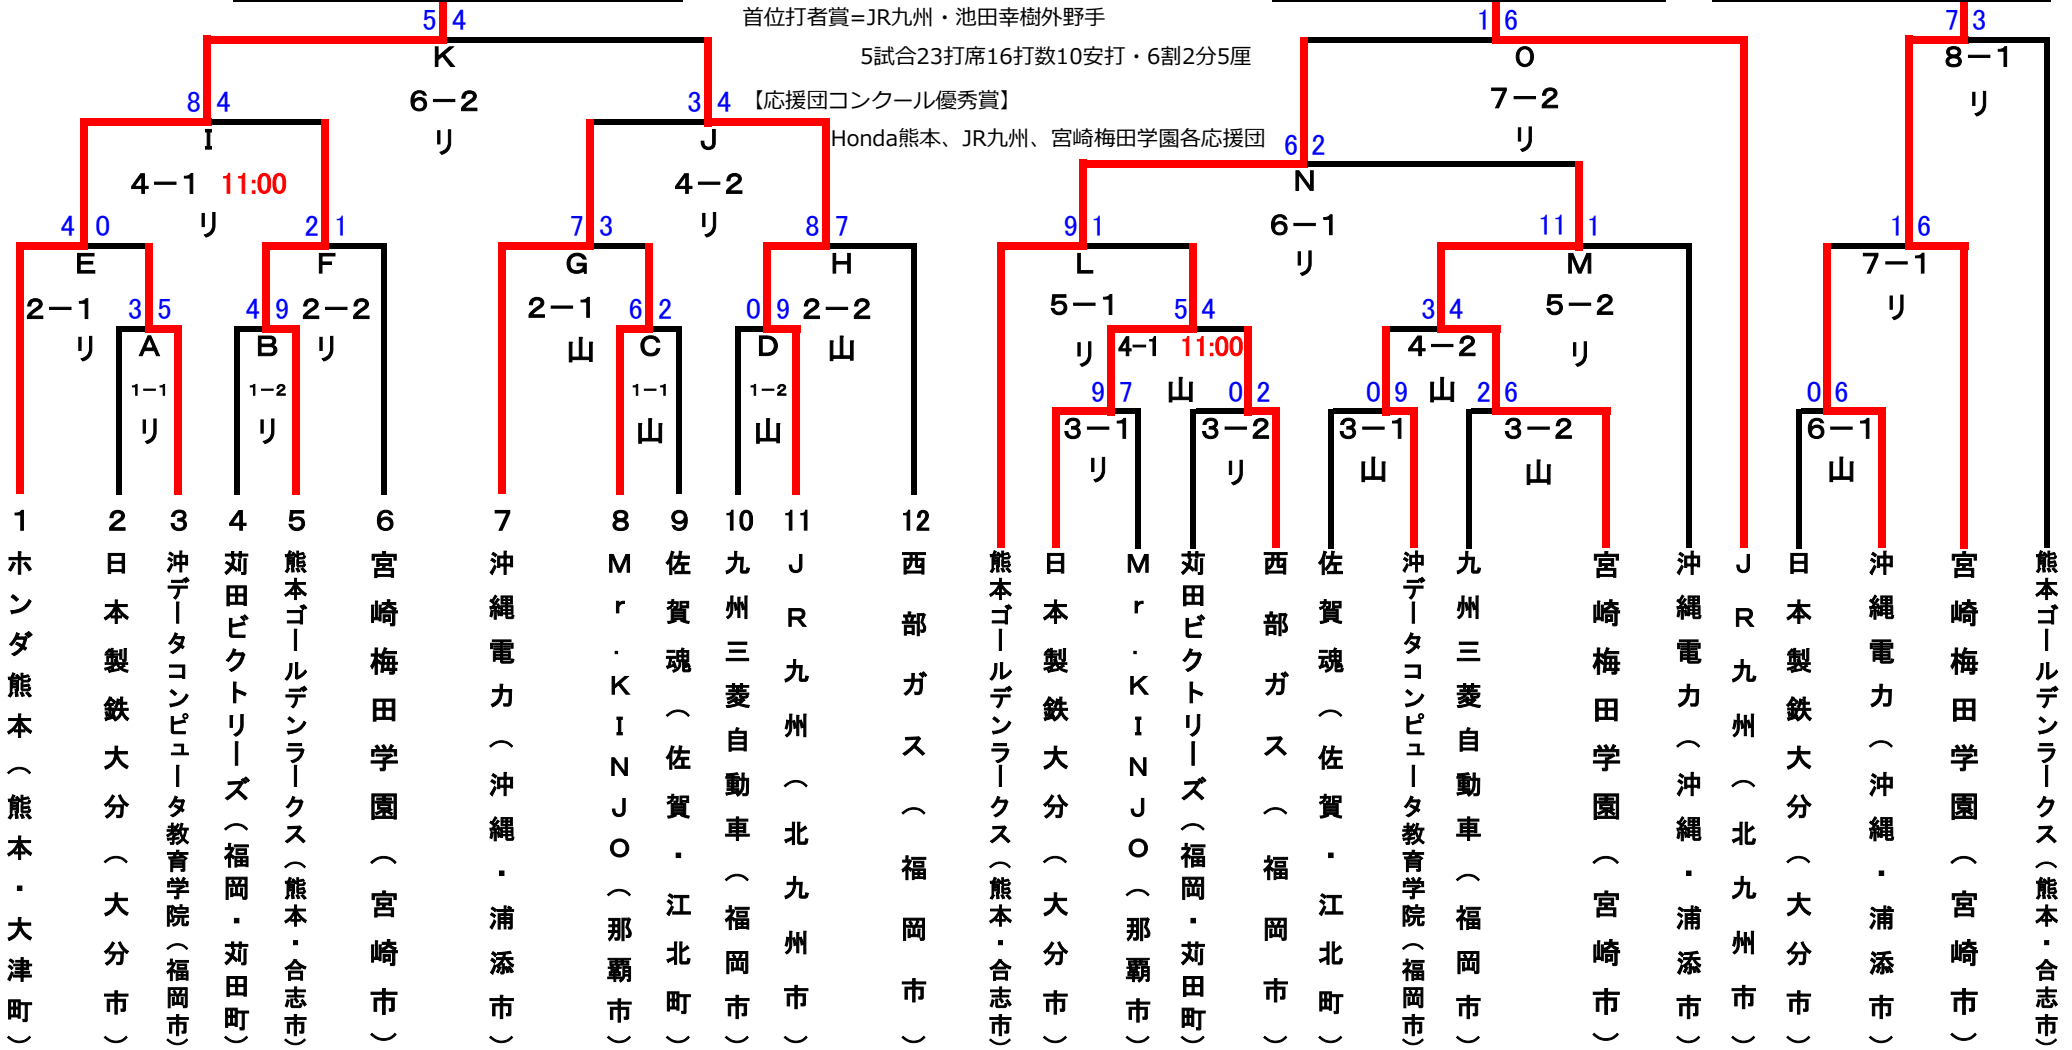 5 4
首位打者賞=JR九州・池田幸樹外野手
1 6
7 3
K
5試合23打席16打数10安打・6割2分5厘
O
8−1
6−2
8 4
3 4
【応援団コンクール優秀賞】
7−2
リ
リ
I
J
Honda熊本、JR九州、宮崎梅田学園各応援団
6 2
リ
4−1 11:00
4−2
N
リ
リ
6−1
リ
4 0
2 1
7 3
8 7
9 1
11 1
1 6
E
F
G
H
L
M
7−1
2−1
3 5
4 9
2−2
2−1
6 2
0 9
2−2
5−1
5 4
3 4
5−2
リ
リ
A
B
リ
山
C
D
山
リ
4−1 11:00
4−2
リ
1−1
1−2
1−1
1−2
山
山
リ
リ
山
山
9 7
0 2
0 9
2 6
0 6
3−1
3−2
3−1
3−2
6−1
リ
リ
山
山
山
1 2 3 4 5 6 7 8 9 10 11 12
ホンダ熊本（熊本・大津町）
日本製鉄大分（大分市）
沖データコンピュータ教育学院（福岡市）
苅田ビクトリーズ（福岡・苅田町）
熊本ゴールデンラークス（熊本・合志市）
宮崎梅田学園（宮崎市）
沖縄電力（沖縄・浦添市）
Mr.KINJO（那覇市）
佐賀魂（佐賀・江北町）
九州三菱自動車（福岡市）
JR九州（北九州市）
西部ガス（福岡市）
熊本ゴールデンラークス（熊本・合志市）
日本製鉄大分（大分市）
Mr.KINJO（那覇市）
苅田ビクトリーズ（福岡・苅田町）
西部ガス（福岡市）
佐賀魂（佐賀・江北町）
沖データコンピュータ教育学院（福岡市）
九州三菱自動車（福岡市）
宮崎梅田学園（宮崎市）
沖縄電力（沖縄・浦添市）
JR九州（北九州市）
日本製鉄大分（大分市）
沖縄電力（沖縄・浦添市）
宮崎梅田学園（宮崎市）
熊本ゴールデンラークス（熊本・合志市）